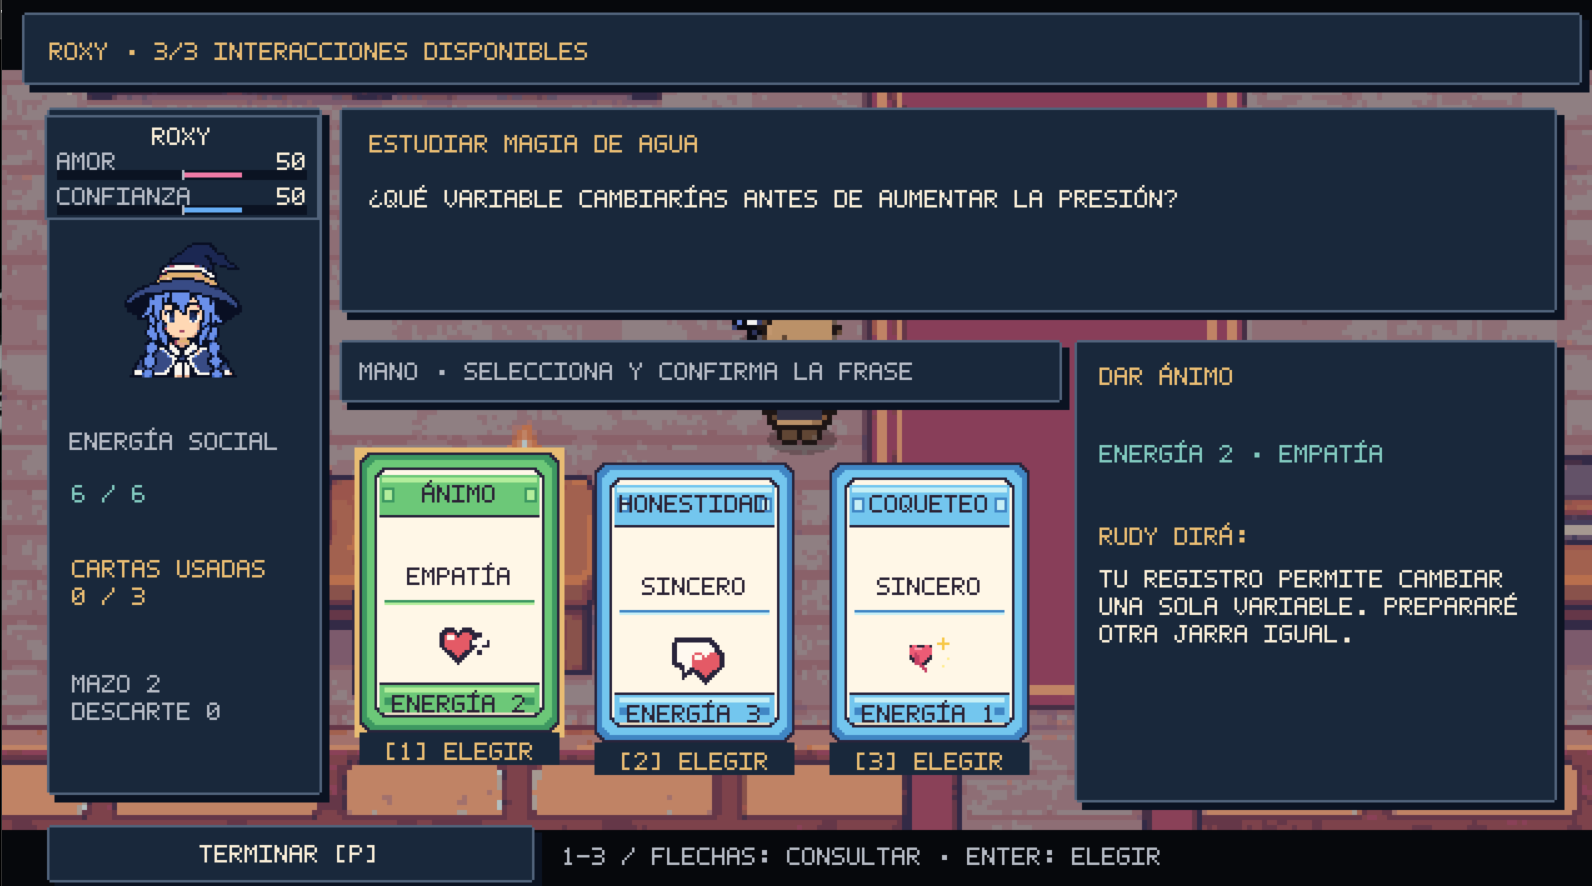 ROXY · 3/3 INTERACCIONES DISPONIBLES
ROXY
AMOR 50
CONFIANZA 50
ESTUDIAR MAGIA DE AGUA
¿QUÉ VARIABLE CAMBIARÍAS ANTES DE AUMENTAR LA PRESIÓN?
ENERGÍA SOCIAL
6 / 6
CARTAS USADAS
0 / 3
MAZO 2
DESCARTE 0
MANO · SELECCIONA Y CONFIRMA LA FRASE
ÁNIMO
EMPATÍA
ENERGÍA 2
[1] ELEGIR
HONESTIDAD
SINCERO
ENERGÍA 3
[2] ELEGIR
COQUETEO
SINCERO
ENERGÍA 1
[3] ELEGIR
DAR ÁNIMO
ENERGÍA 2 · EMPATÍA
RUDY DIRÁ:
TU REGISTRO PERMITE CAMBIAR
UNA SOLA VARIABLE. PREPARARÉ
OTRA JARRA IGUAL.
TERMINAR [P]
1-3 / FLECHAS: CONSULTAR · ENTER: ELEGIR